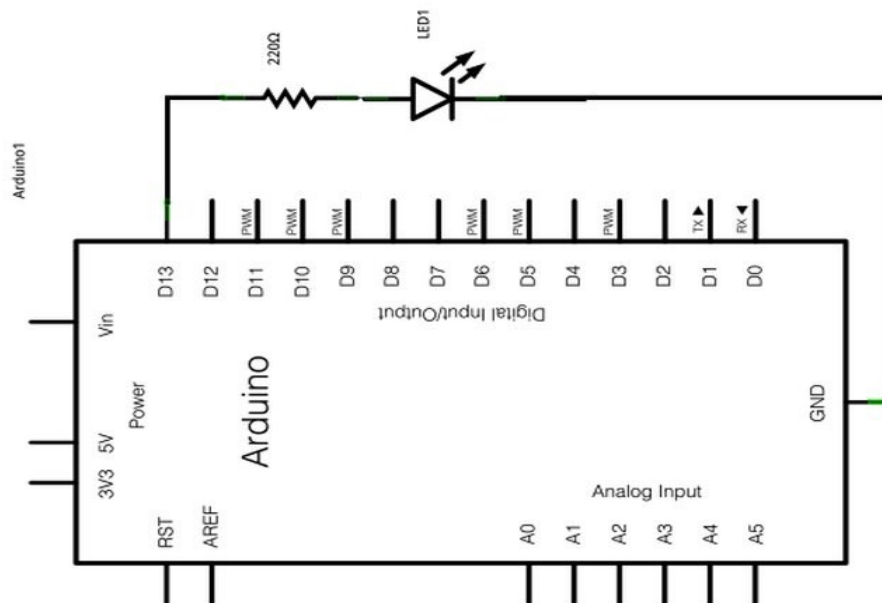 LED1
220Ω
Arduino1
PWM
PWM
PWM
PWM
PWM
PWM
TX
RX
D13
D12
D11
D10
D9
D8
D7
D6
D5
D4
D3
D2
D1
D0
Digital Input/Output
Vin
Power
Arduino
GND
5V
3V3
Analog Input
RST
AREF
A0
A1
A2
A3
A4
A5